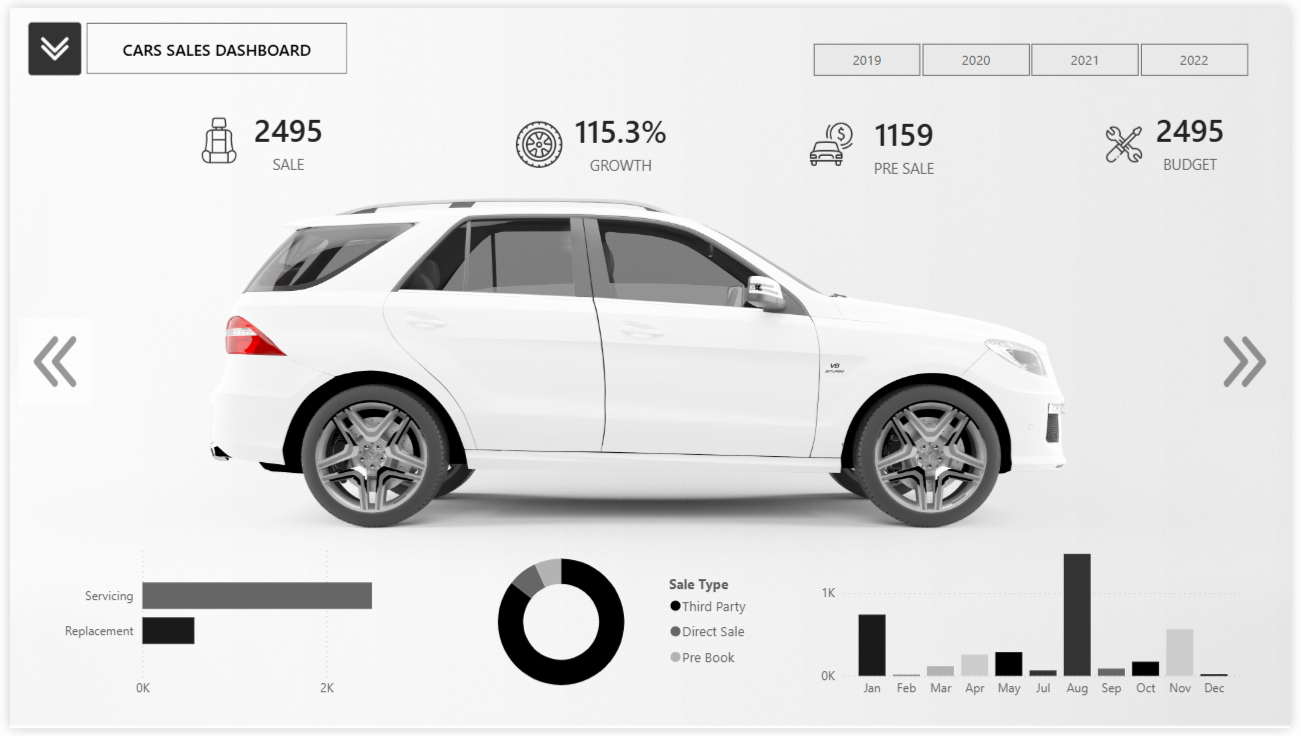 CARS SALES DASHBOARD
2019
2020
2021
2022
2495
SALE
115.3%
GROWTH
1159
PRE SALE
2495
BUDGET
V8
BITURBO
Servicing
Replacement
0K
2K
Sale Type
Third Party
Direct Sale
Pre Book
1K
0K
Jan
Feb
Mar
Apr
May
Jul
Aug
Sep
Oct
Nov
Dec